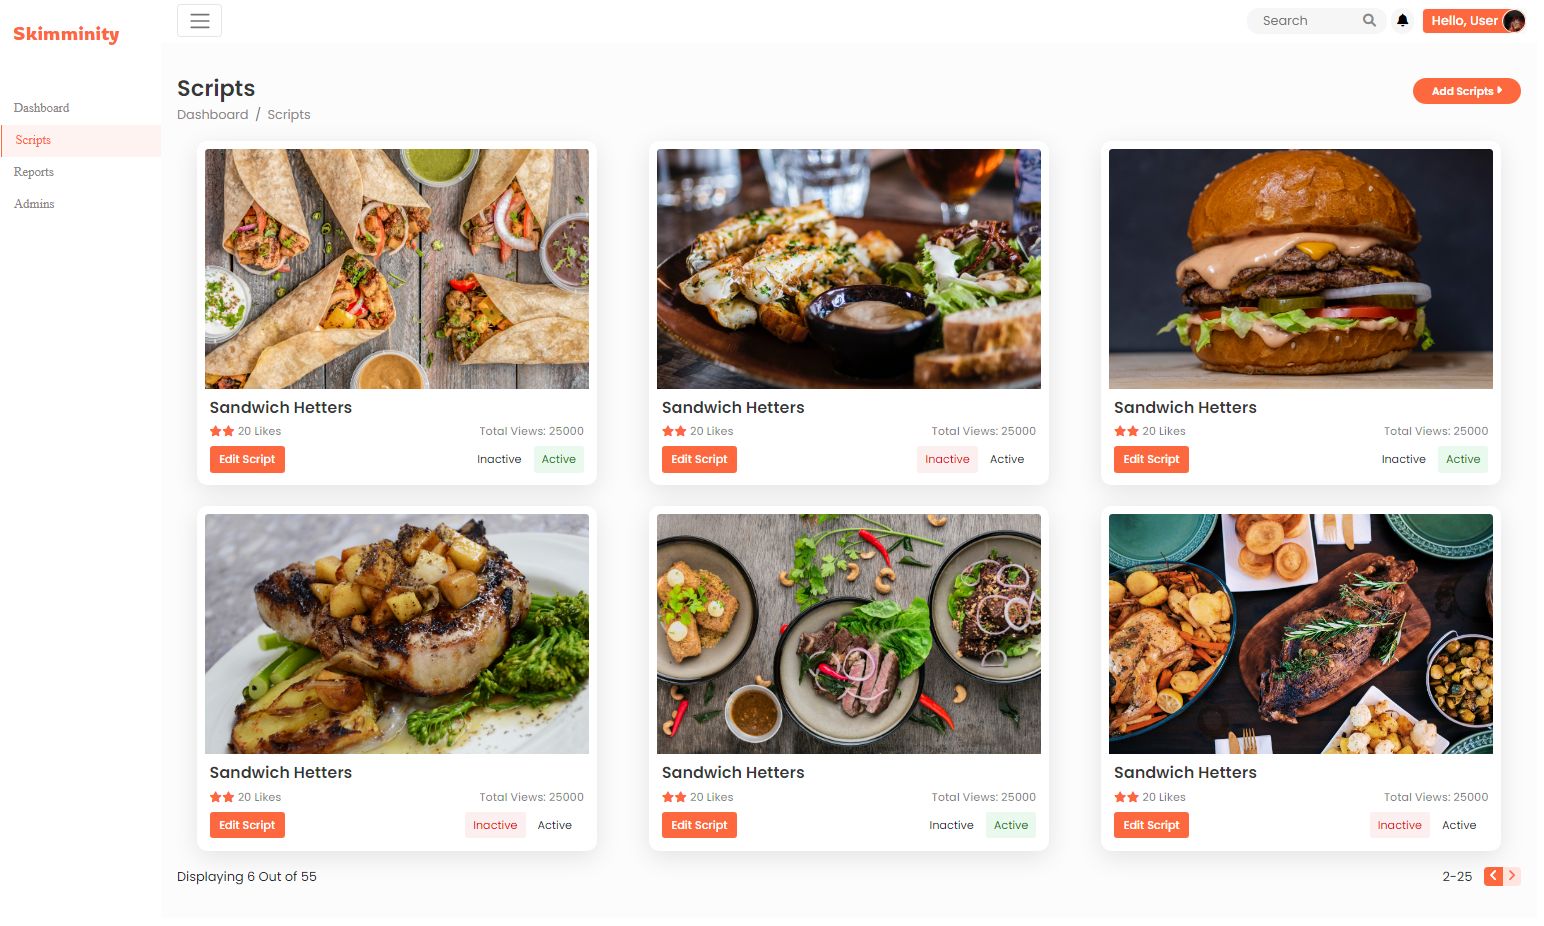 Skimminity
Search
Hello, User
Dashboard
Scripts
Reports
Admins
Scripts
Dashboard / Scripts
Add Scripts
Sandwich Hetters
20 Likes
Total Views: 25000
Edit Script
Inactive
Active
Sandwich Hetters
20 Likes
Total Views: 25000
Edit Script
Inactive
Active
Sandwich Hetters
20 Likes
Total Views: 25000
Edit Script
Inactive
Active
Sandwich Hetters
20 Likes
Total Views: 25000
Edit Script
Inactive
Active
Sandwich Hetters
20 Likes
Total Views: 25000
Edit Script
Inactive
Active
Sandwich Hetters
20 Likes
Total Views: 25000
Edit Script
Inactive
Active
Displaying 6 Out of 55
2-25